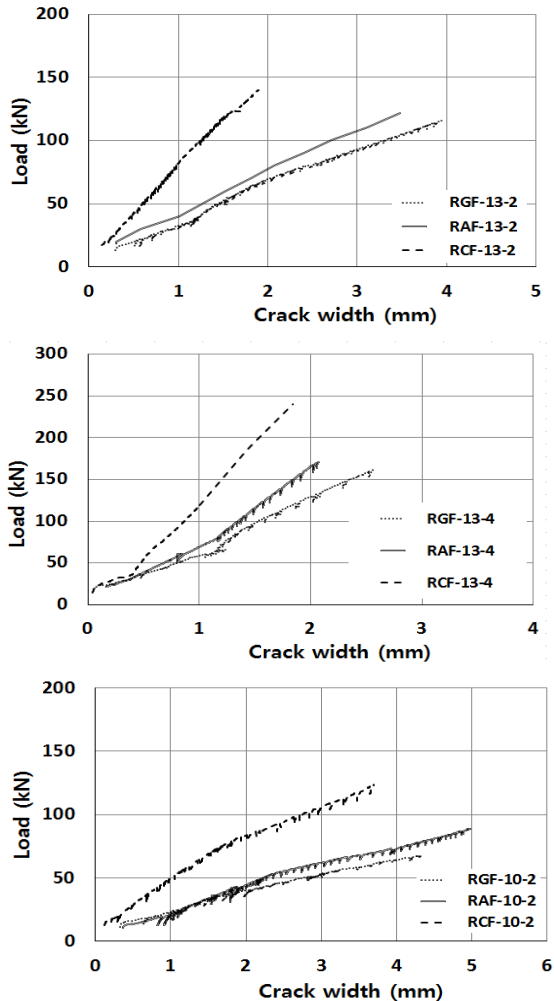 200
150
100
50
0
Load (kN)
RGF-13-2
RAF-13-2
RCF-13-2
0 1 2 3 4 5
Crack width (mm)
300
250
200
150
100
50
0
Load (kN)
RGF-13-4
RAF-13-4
RCF-13-4
0 1 2 3 4
Crack width (mm)
200
150
100
50
0
Load (kN)
RGF-10-2
RAF-10-2
RCF-10-2
0 1 2 3 4 5 6
Crack width (mm)